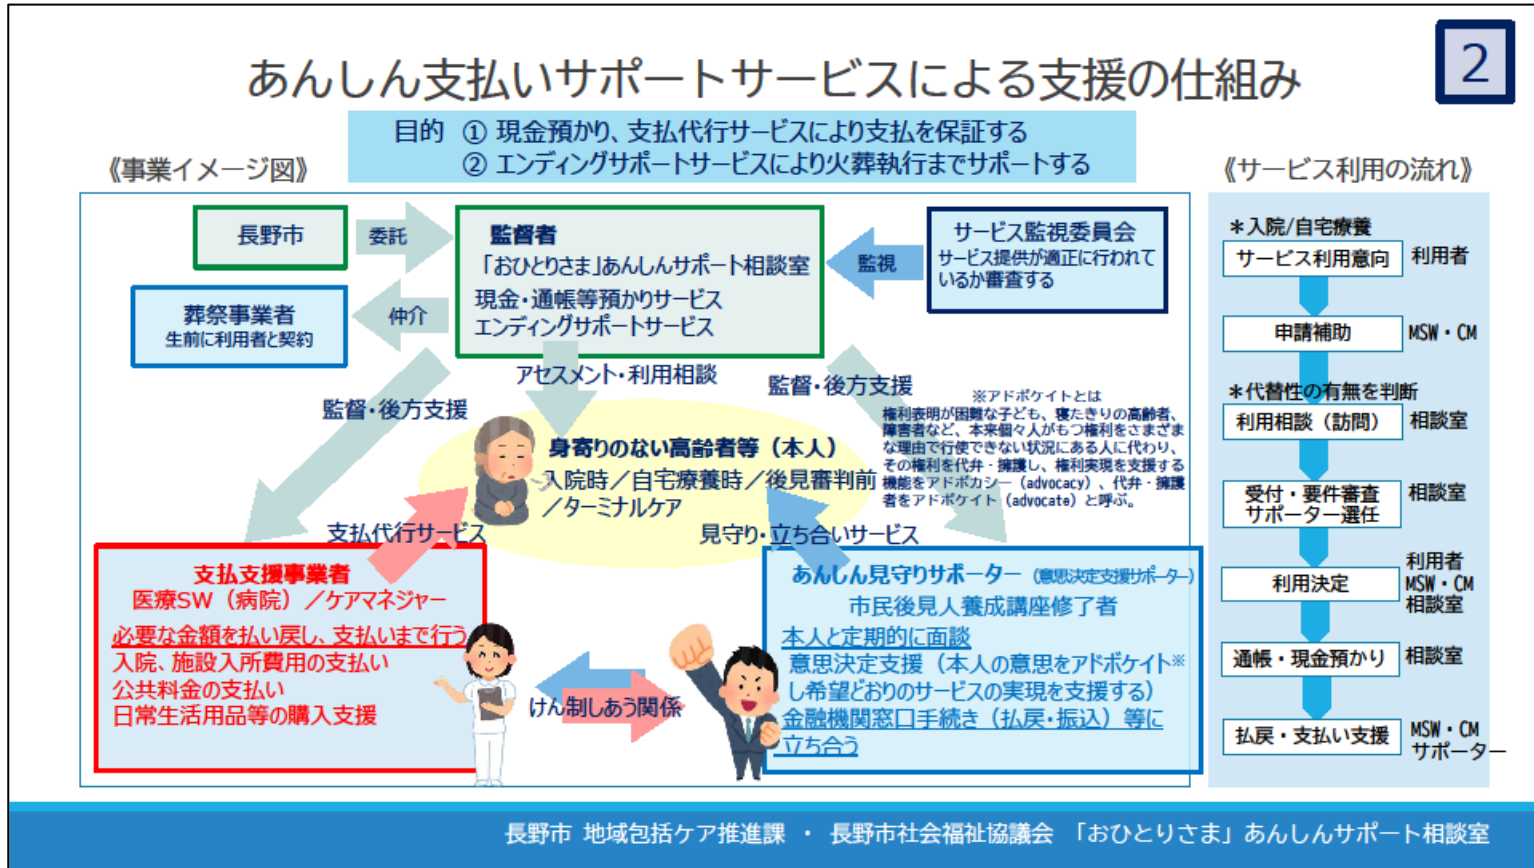 あんしん支払いサポートサービスによる支援の仕組み
2
目的 ① 現金預かり、支払代行サービスにより支払を保証する
② エンディングサポートサービスにより火葬執行までサポートする
《事業イメージ図》
長野市
委託
監督者
「おひとりさま」あんしんサポート相談室
現金・通帳等預かりサービス
エンディングサポートサービス
監視
サービス監視委員会
サービス提供が適正に行われて
いるか審査する
葬祭事業者
生前に利用者と契約
仲介
アセスメント・利用相談
監督・後方支援
監督・後方支援
※アドボケイトとは
権利表明が困難な子ども、寝たきりの高齢者、
障害者など、本来個々人がもつ権利をさまざま
な理由で行使できない状況にある人に代わり、
その権利を代弁・擁護し、権利実現を支援する
機能をアドボカシー（advocacy）、代弁・擁護
者をアドボケイト（advocate）と呼ぶ。
身寄りのない高齢者等（本人）
入院時／自宅療養時／後見審判前
／ターミナルケア
支払代行サービス
見守り・立ち合いサービス
支払支援事業者
医療SW（病院）／ケアマネジャー
必要な金額を払い戻し、支払いまで行う
入院、施設入所費用の支払い
公共料金の支払い
日常生活用品等の購入支援
けん制しあう関係
あんしん見守りサポーター（意思決定支援サポーター）
市民後見人養成講座修了者
本人と定期的に面談
意思決定支援（本人の意思をアドボケイト※
し希望どおりのサービスの実現を支援する）
金融機関窓口手続き（払戻・振込）等に
立ち合う
《サービス利用の流れ》
＊入院/自宅療養
サービス利用意向 利用者
申請補助 MSW・CM
＊代替性の有無を判断
利用相談（訪問） 相談室
受付・要件審査 相談室
サポーター選任
利用決定 利用者
MSW・CM
相談室
通帳・現金預かり 相談室
払戻・支払い支援 MSW・CM
サポーター
長野市 地域包括ケア推進課 ・ 長野市社会福祉協議会 「おひとりさま」あんしんサポート相談室